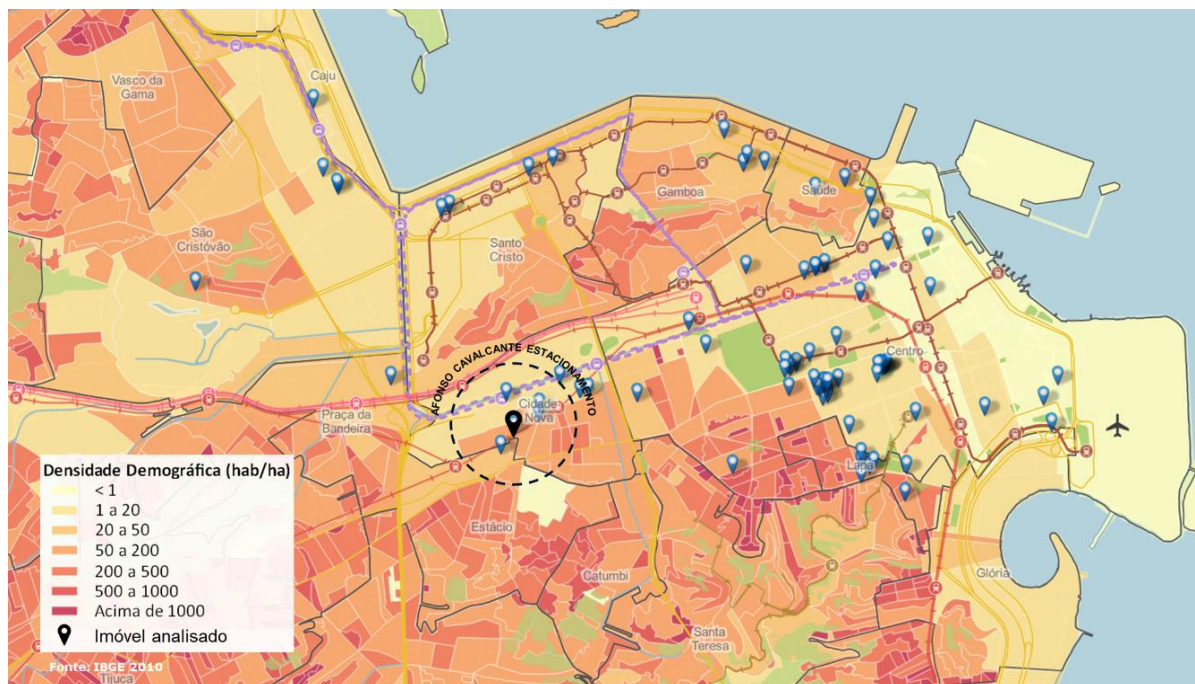 Caju
Vasco da
Gama
Saúde
Gamboa
São
Cristóvão
Santo
Cristo
AFONSO CAVALCANTE ESTACIONAMENTO
Centro
Cidade
Nova
Praça da
Bandeira
Lapa
Densidade Demográfica (hab/ha)
< 1
1 a 20
20 a 50
50 a 200
200 a 500
500 a 1000
Acima de 1000
Imóvel analisado
Fonte: IBGE 2010
Estácio
Catumbi
Glória
Santa
Teresa
Tijuca